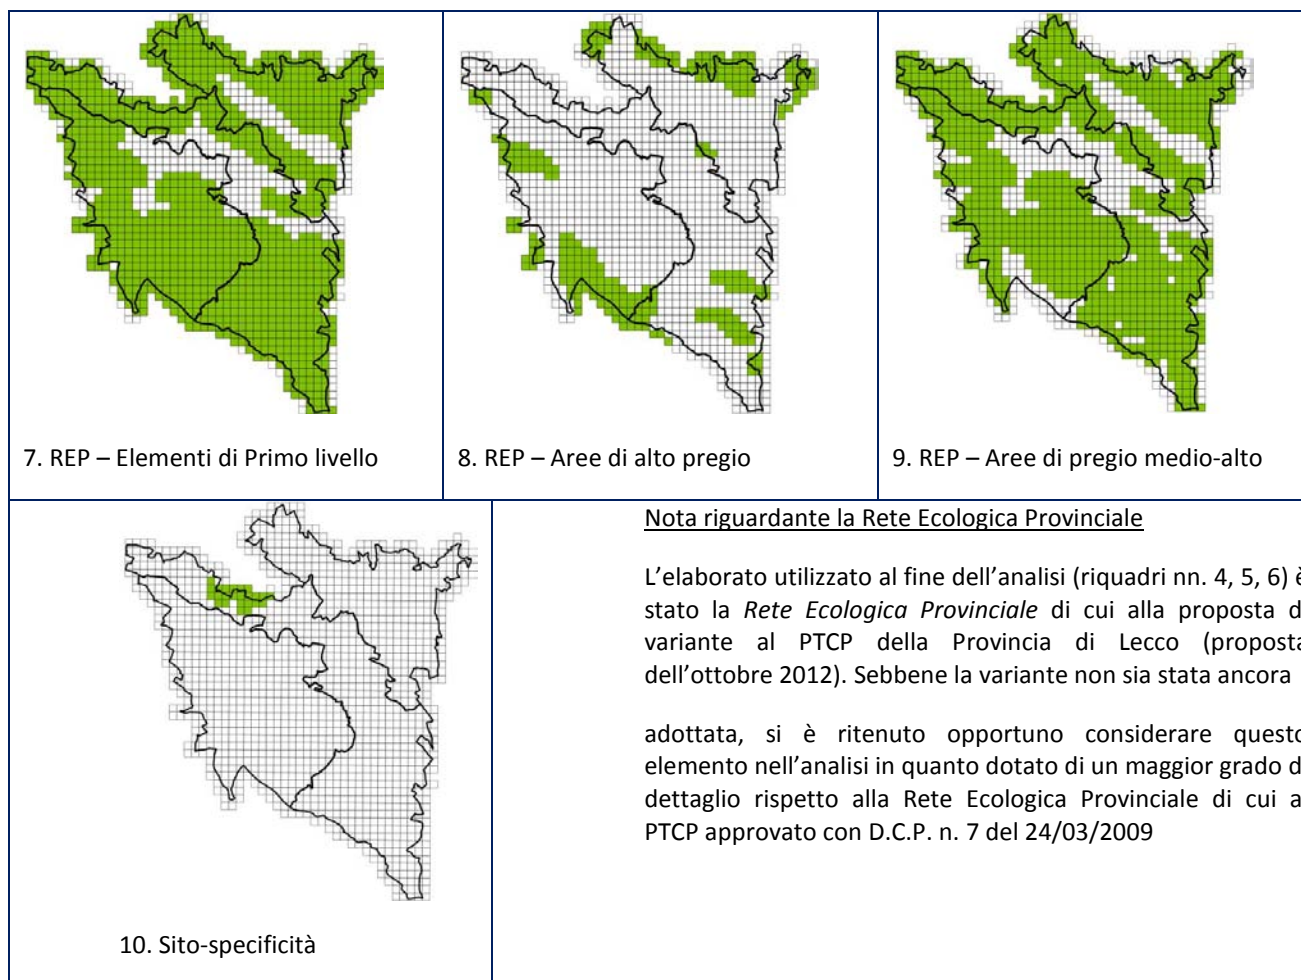 7. REP – Elementi di Primo livello
8. REP – Aree di alto pregio
9. REP – Aree di pregio medio-alto
10. Sito-specificità
Nota riguardante la Rete Ecologica Provinciale
L'elaborato utilizzato al fine dell'analisi (riquadri nn. 4, 5, 6) è
stato la Rete Ecologica Provinciale di cui alla proposta d
variante al PTCP della Provincia di Lecco (proposta
dell'ottobre 2012). Sebbene la variante non sia stata ancora
adottata, si è ritenuto opportuno considerare questo
elemento nell'analisi in quanto dotato di un maggior grado d
dettaglio rispetto alla Rete Ecologica Provinciale di cui a
PTCP approvato con D.C.P. n. 7 del 24/03/2009